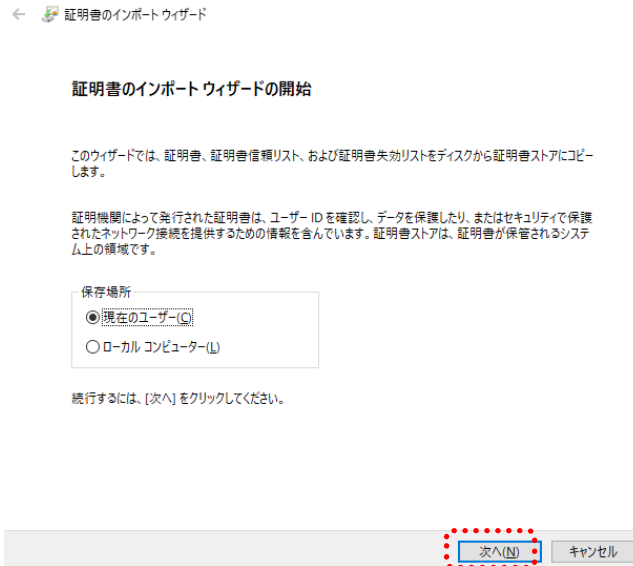 証明書のインポート ウィザード
証明書のインポート ウィザードの開始
このウィザードでは、証明書、証明書信頼リスト、および証明書失効リストをディスクから証明書ストアにコピー
します。
証明機関によって発行された証明書は、ユーザー ID を確認し、データを保護したり、またはセキュリティで保護
されたネットワーク接続を提供するための情報を含んでいます。証明書ストアは、証明書が保管されるシステ
ム上の領域です。
保存場所
現在のユーザー(C)
ローカル コンピューター(L)
続行するには、[次へ] をクリックしてください。
次へ(N) キャンセル